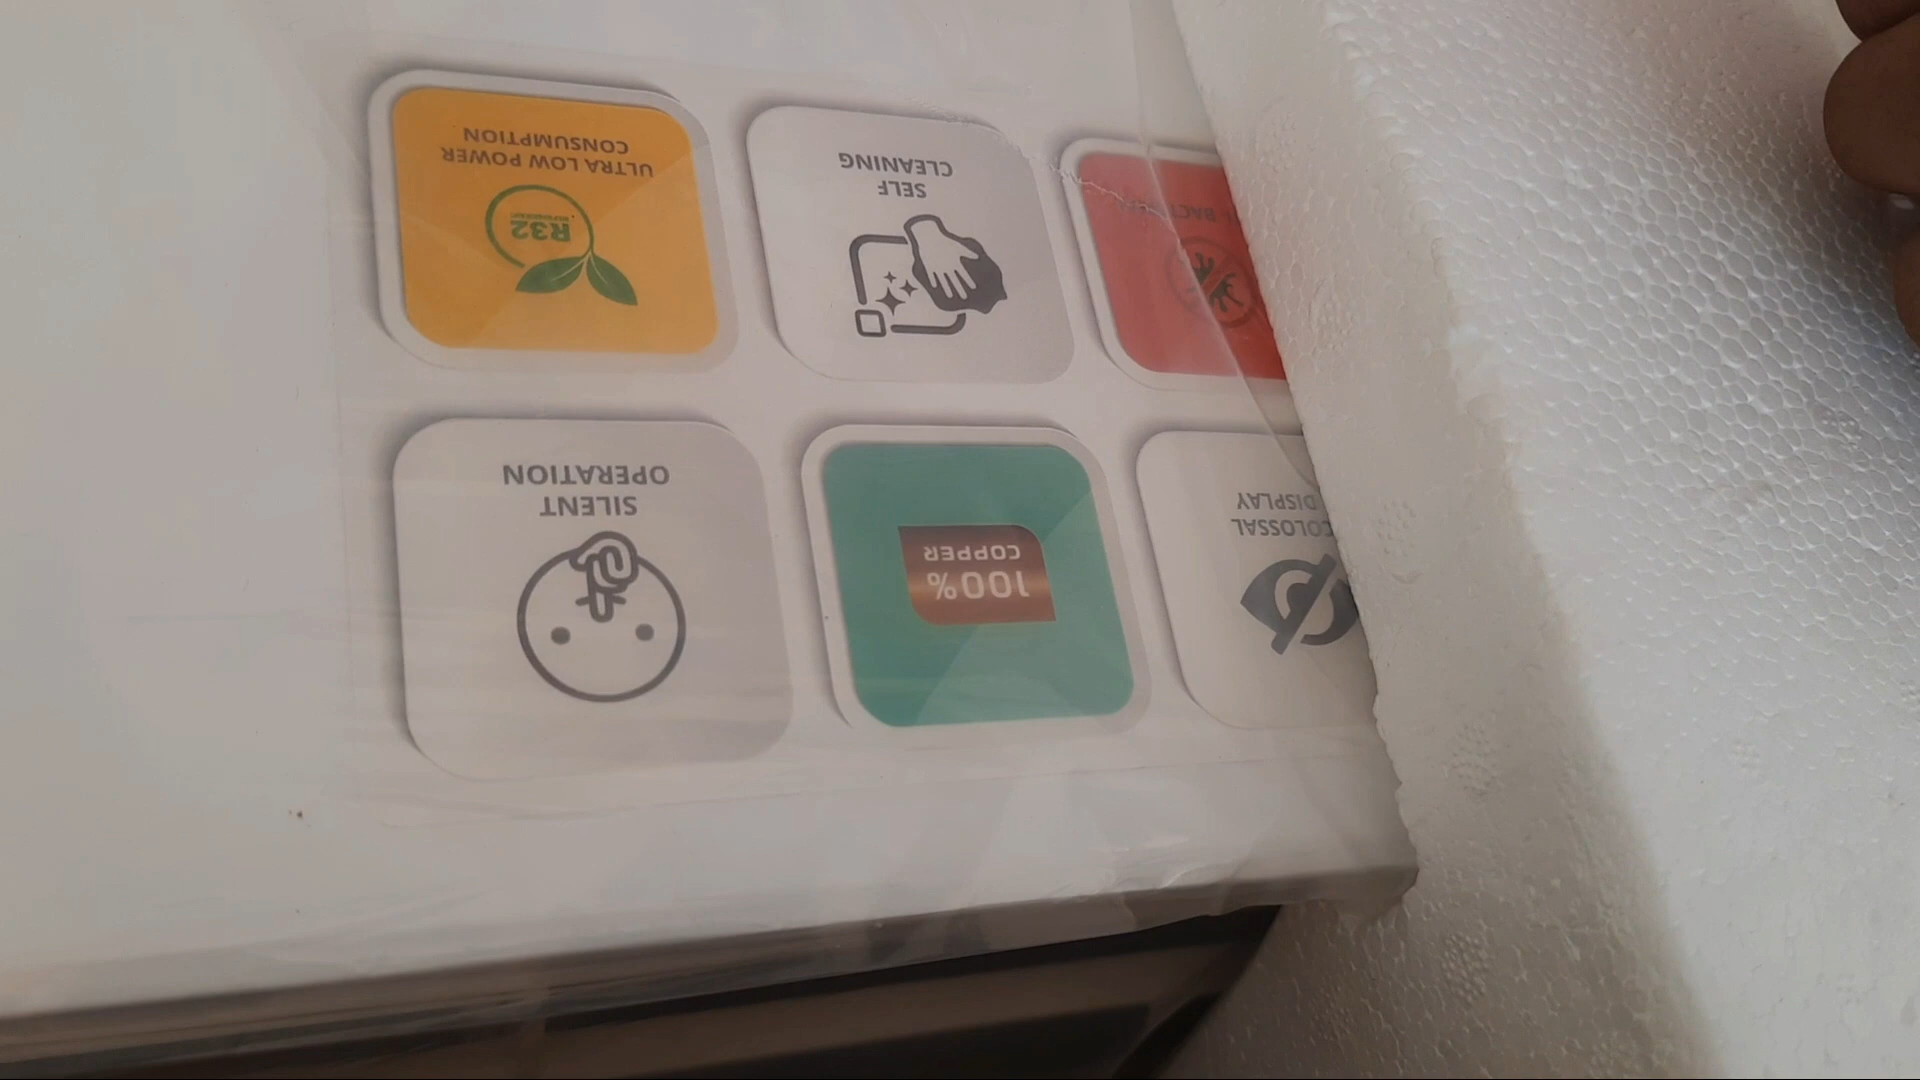 COLOSSAL
DISPLAY
100%
COPPER
SILENT
OPERATION
SELF
CLEANING
R32
ULTRA LOW POWER
CONSUMPTION